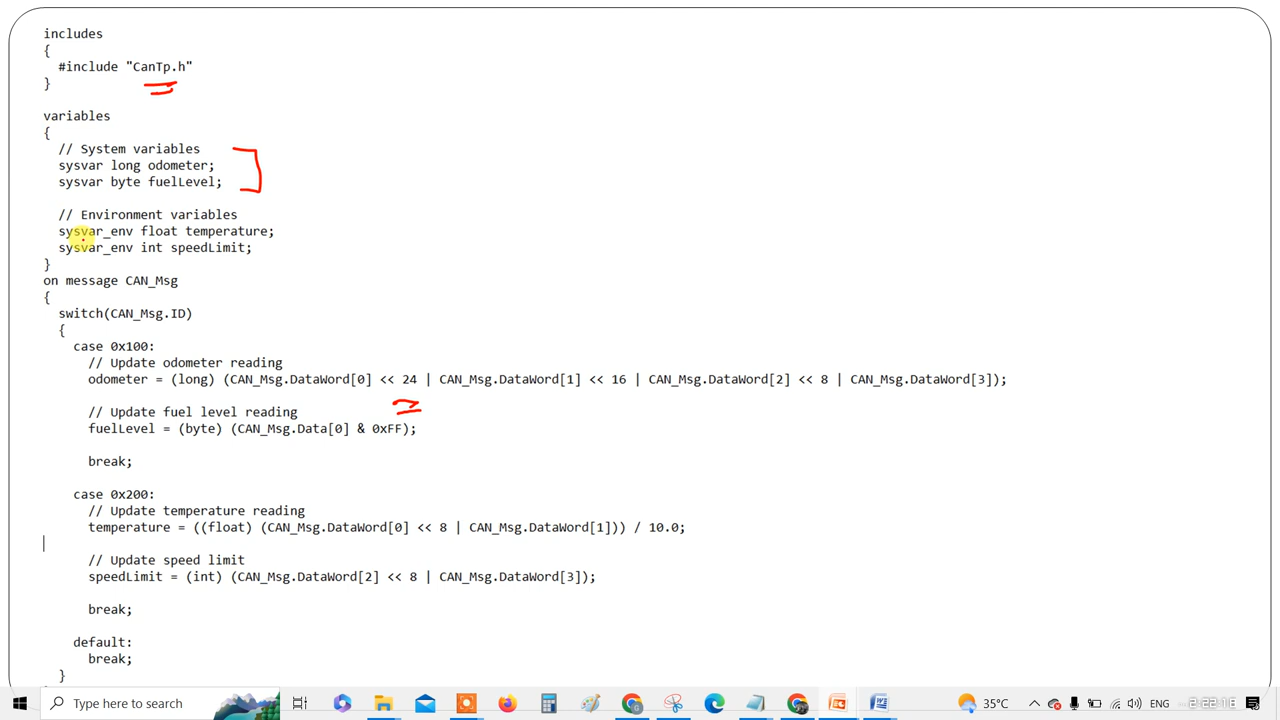 includes
{
#include "CanTp.h"
}
variables
{
// System variables
sysvar long odometer;
sysvar byte fuelLevel;
// Environment variables
sysvar_env float temperature;
sysvar_env int speedLimit;
}
on message CAN_Msg
{
switch(CAN_Msg.ID)
{
case 0x100:
// Update odometer reading
odometer = (long) (CAN_Msg.DataWord[0] << 24 | CAN_Msg.DataWord[1] << 16 | CAN_Msg.DataWord[2] << 8 | CAN_Msg.DataWord[3]);
// Update fuel level reading
fuelLevel = (byte) (CAN_Msg.Data[0] & 0xFF);
break;
case 0x200:
// Update temperature reading
temperature = ((float) (CAN_Msg.DataWord[0] << 8 | CAN_Msg.DataWord[1])) / 10.0;
// Update speed limit
speedLimit = (int) (CAN_Msg.DataWord[2] << 8 | CAN_Msg.DataWord[3]);
break;
default:
break;
}
Type here to search
35°C
ENG
2:22:16